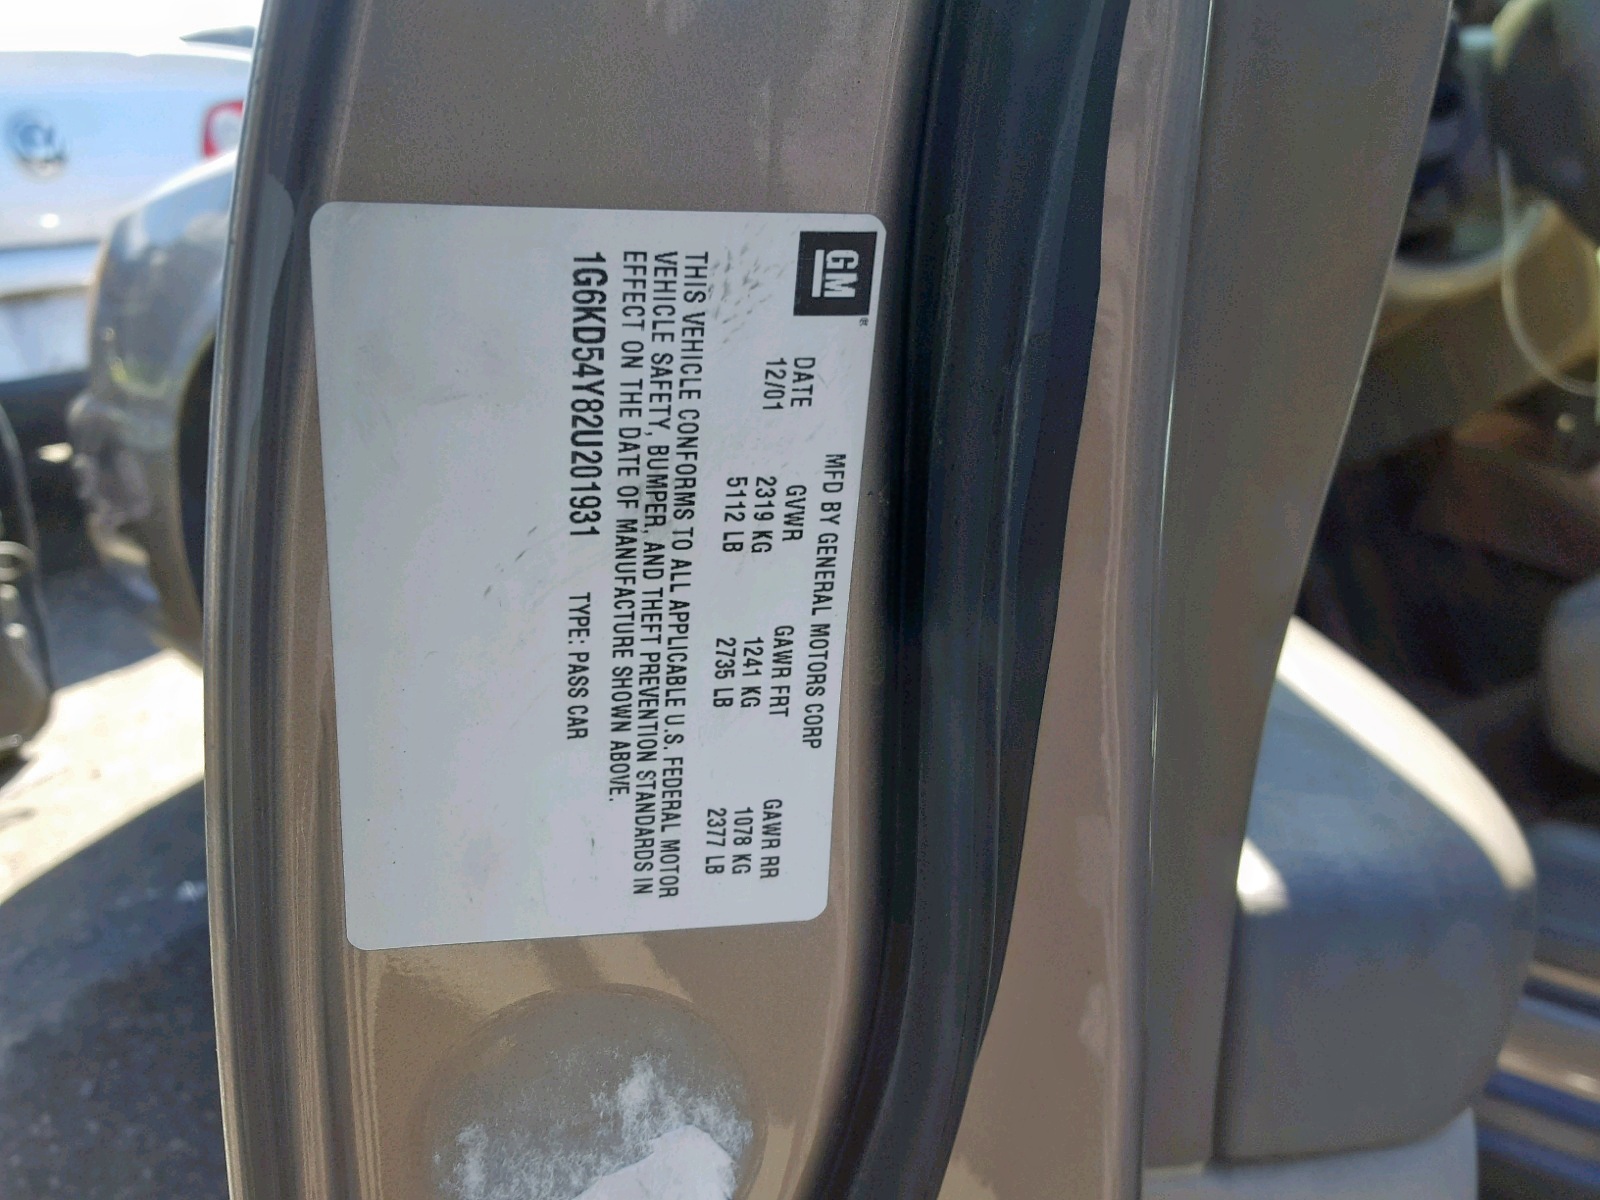 GM®
MFD BY GENERAL MOTORS CORP
DATE GVWR GAWR FRT GAWR RR
12/01 2319 KG 1241 KG 1078 KG
5112 LB 2735 LB 2377 LB
THIS VEHICLE CONFORMS TO ALL APPLICABLE U.S. FEDERAL MOTOR
VEHICLE SAFETY, BUMPER, AND THEFT PREVENTION STANDARDS IN
EFFECT ON THE DATE OF MANUFACTURE SHOWN ABOVE.
1G6KD54Y82U201931 TYPE: PASS CAR